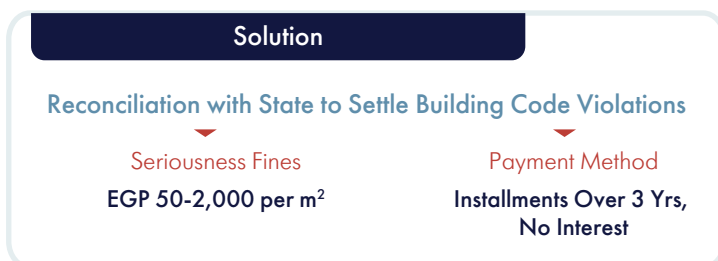 Solution
Reconciliation with State to Settle Building Code Violations
Seriousness Fines
EGP 50-2,000 per m²
Payment Method
Installments Over 3 Yrs,
No Interest